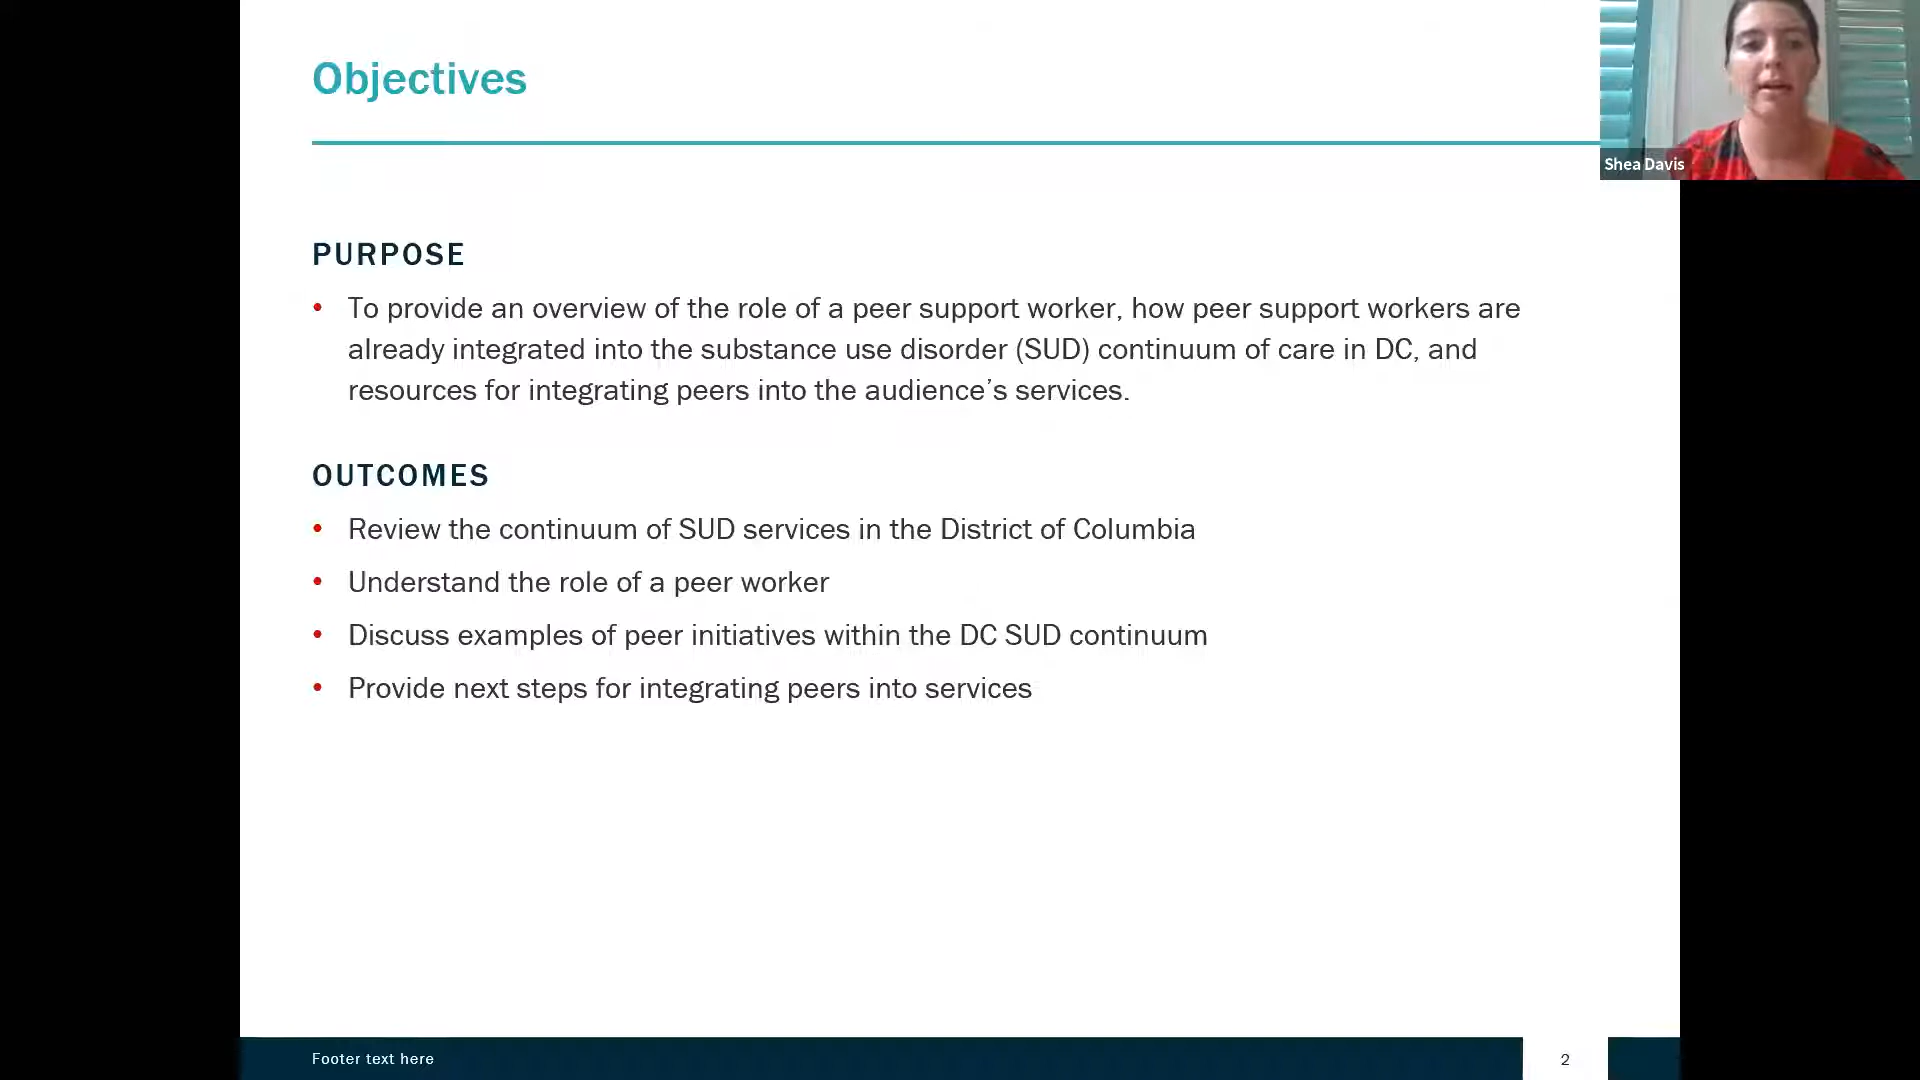 Objectives
Shea Davis
PURPOSE
• To provide an overview of the role of a peer support worker, how peer support workers are
already integrated into the substance use disorder (SUD) continuum of care in DC, and
resources for integrating peers into the audience’s services.
OUTCOMES
• Review the continuum of SUD services in the District of Columbia
• Understand the role of a peer worker
• Discuss examples of peer initiatives within the DC SUD continuum
• Provide next steps for integrating peers into services
Footer text here
2